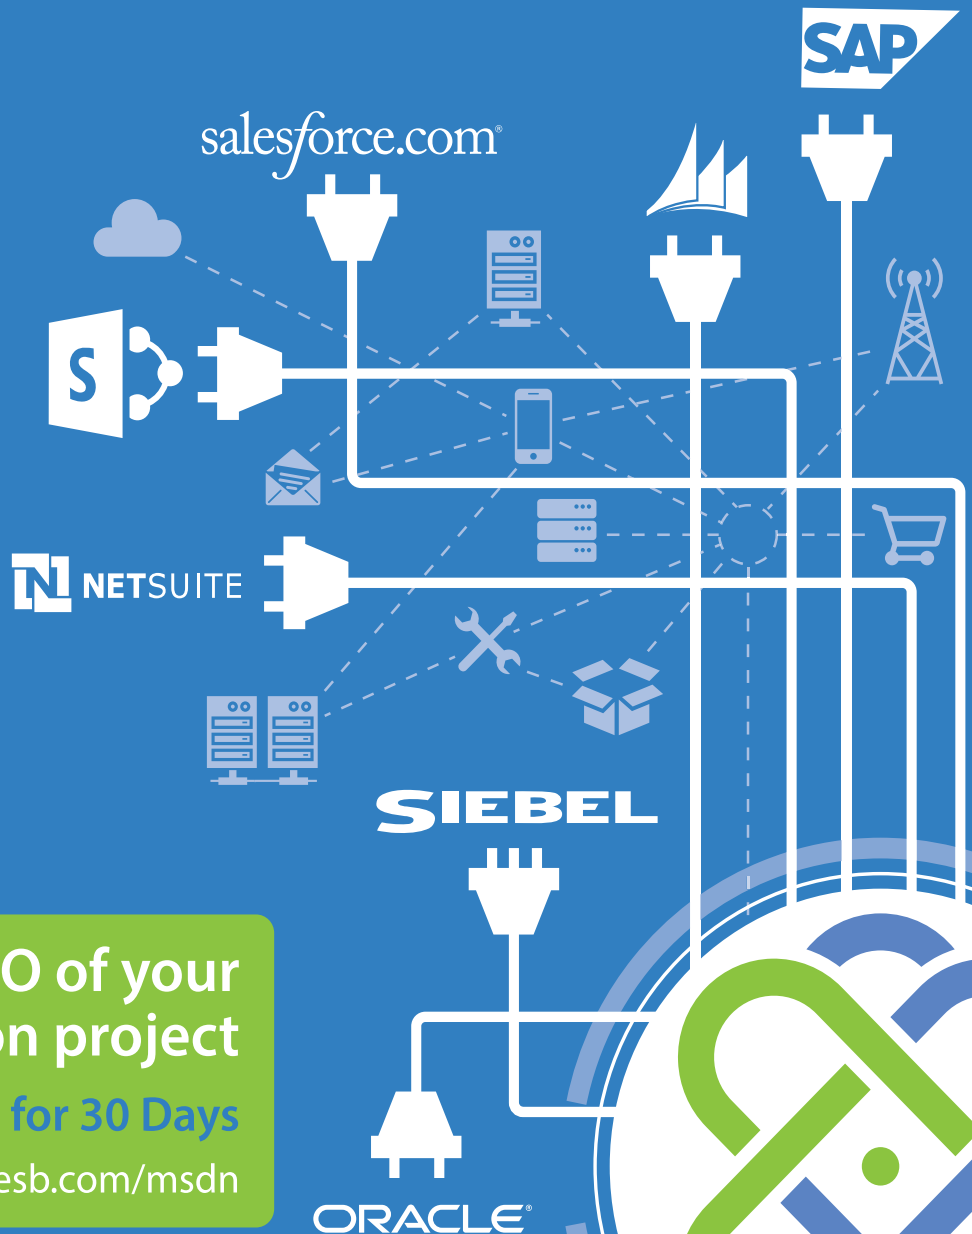 SAP
salesforce.com®
S
N NETSUITE
SIEBEL
O of your
on project
for 30 Days
esb.com/msdn
ORACLE®